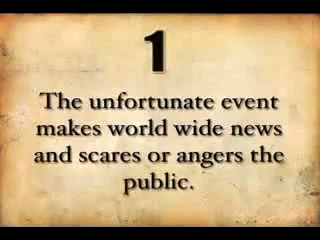 1
The unfortunate event
makes world wide news
and scares or angers the
public.